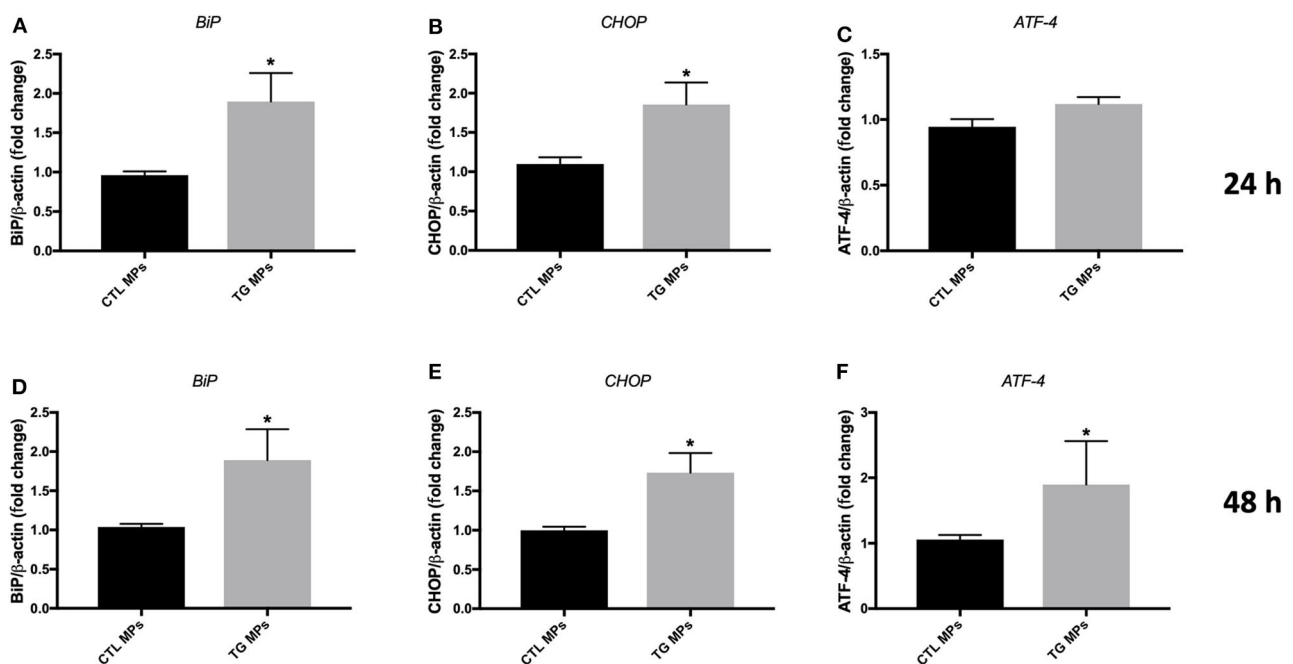 A
BiP
BiP/β-actin (fold change)
2.5
2.0
1.5
1.0
0.5
0.0
*
CTL MPs
TG MPs
B
CHOP
CHOP/β-actin (fold change)
2.5
2.0
1.5
1.0
0.5
0.0
*
CTL MPs
TG MPs
C
ATF-4
ATF-4/β-actin (fold change)
1.5
1.0
0.5
0.0
CTL MPs
TG MPs
24 h
D
BiP
BiP/β-actin (fold change)
2.5
2.0
1.5
1.0
0.5
0.0
*
CTL MPs
TG MPs
E
CHOP
CHOP/β-actin (fold change)
2.5
2.0
1.5
1.0
0.5
0.0
*
CTL MPs
TG MPs
F
ATF-4
ATF-4/β-actin (fold change)
3
2
1
0
*
CTL MPs
TG MPs
48 h